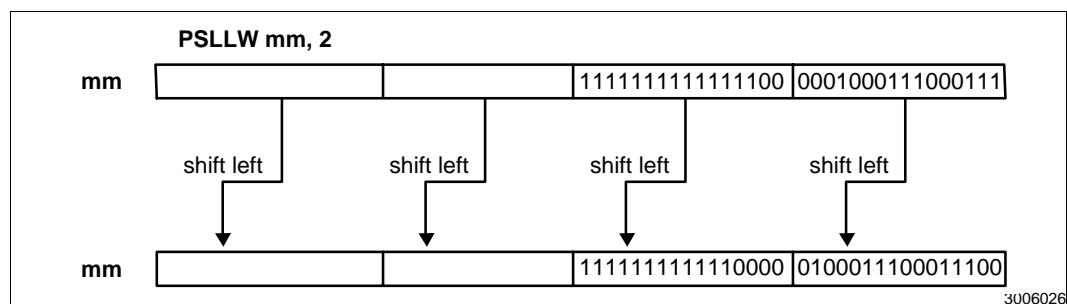 PSLLW mm, 2
mm 1111111111111100 0001000111000111
shift left shift left shift left shift left
mm 1111111111110000 0100011100011100
3006026